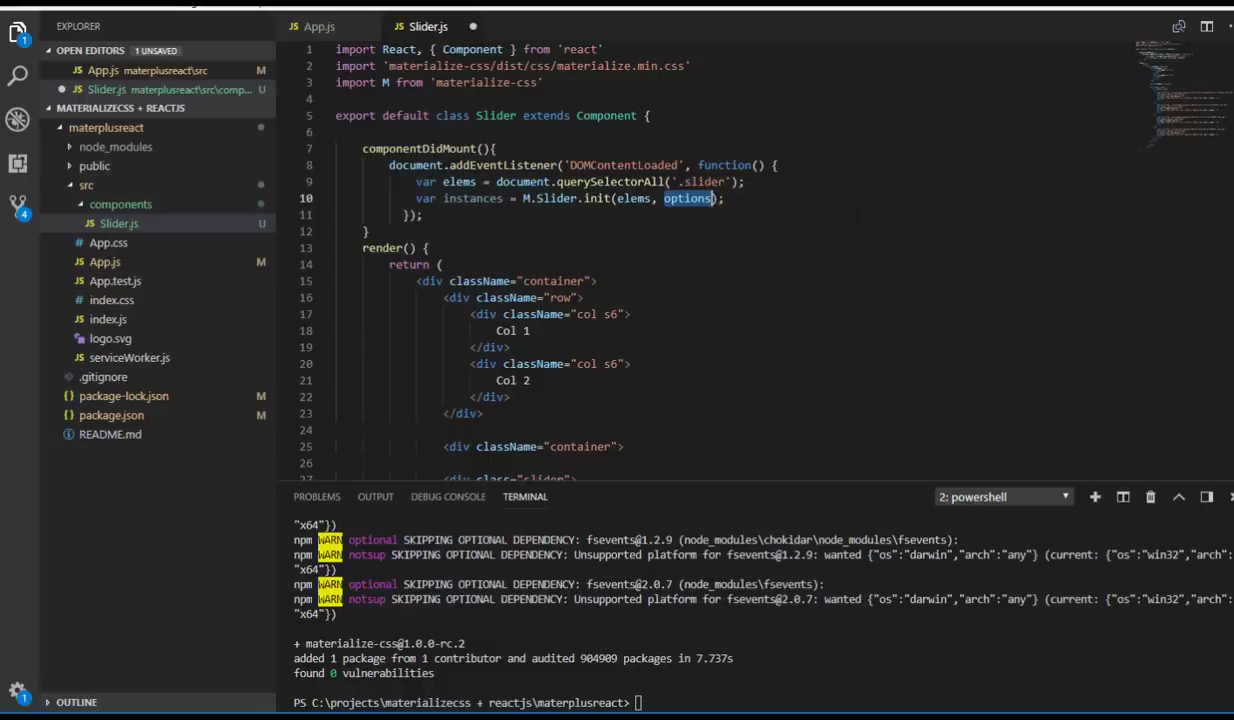 EXPLORER
App.js
Slider.js
OPEN EDITORS 1 UNSAVED
App.js materplusreact\src M
Slider.js materplusreact\src\comp... U
MATERIALIZECSS + REACTJS
materplusreact
node_modules
public
src
components
Slider.js U
App.css
App.js M
App.test.js
index.css
index.js
logo.svg
serviceWorker.js
.gitignore
package-lock.json M
package.json M
README.md
OUTLINE
1 import React, { Component } from 'react'
2 import 'materialize-css/dist/css/materialize.min.css'
3 import M from 'materialize-css'
4
5 export default class Slider extends Component {
6
7 componentDidMount(){
8 document.addEventListener('DOMContentLoaded', function() {
9 var elems = document.querySelectorAll('.slider');
10 var instances = M.Slider.init(elems, options);
11 });
12 }
13 render() {
14 return (
15 <div className="container">
16 <div className="row">
17 <div className="col s6">
18 Col 1
19 </div>
20 <div className="col s6">
21 Col 2
22 </div>
23 </div>
24
25 <div className="container">
26
27 <div className="slider">
PROBLEMS OUTPUT DEBUG CONSOLE TERMINAL 2: powershell
"x64"})
npm WARN optional SKIPPING OPTIONAL DEPENDENCY: fsevents@1.2.9 (node_modules\chokidar\node_modules\fsevents):
npm WARN notsup SKIPPING OPTIONAL DEPENDENCY: Unsupported platform for fsevents@1.2.9: wanted {"os":"darwin","arch":"any"} (current: {"os":"win32","arch":
"x64"})
npm WARN optional SKIPPING OPTIONAL DEPENDENCY: fsevents@2.0.7 (node_modules\fsevents):
npm WARN notsup SKIPPING OPTIONAL DEPENDENCY: Unsupported platform for fsevents@2.0.7: wanted {"os":"darwin","arch":"any"} (current: {"os":"win32","arch":
"x64"})
+ materialize-css@1.0.0-rc.2
added 1 package from 1 contributor and audited 904909 packages in 7.737s
found 0 vulnerabilities
PS C:\projects\materializecss + reactjs\materplusreact>
1
4
1